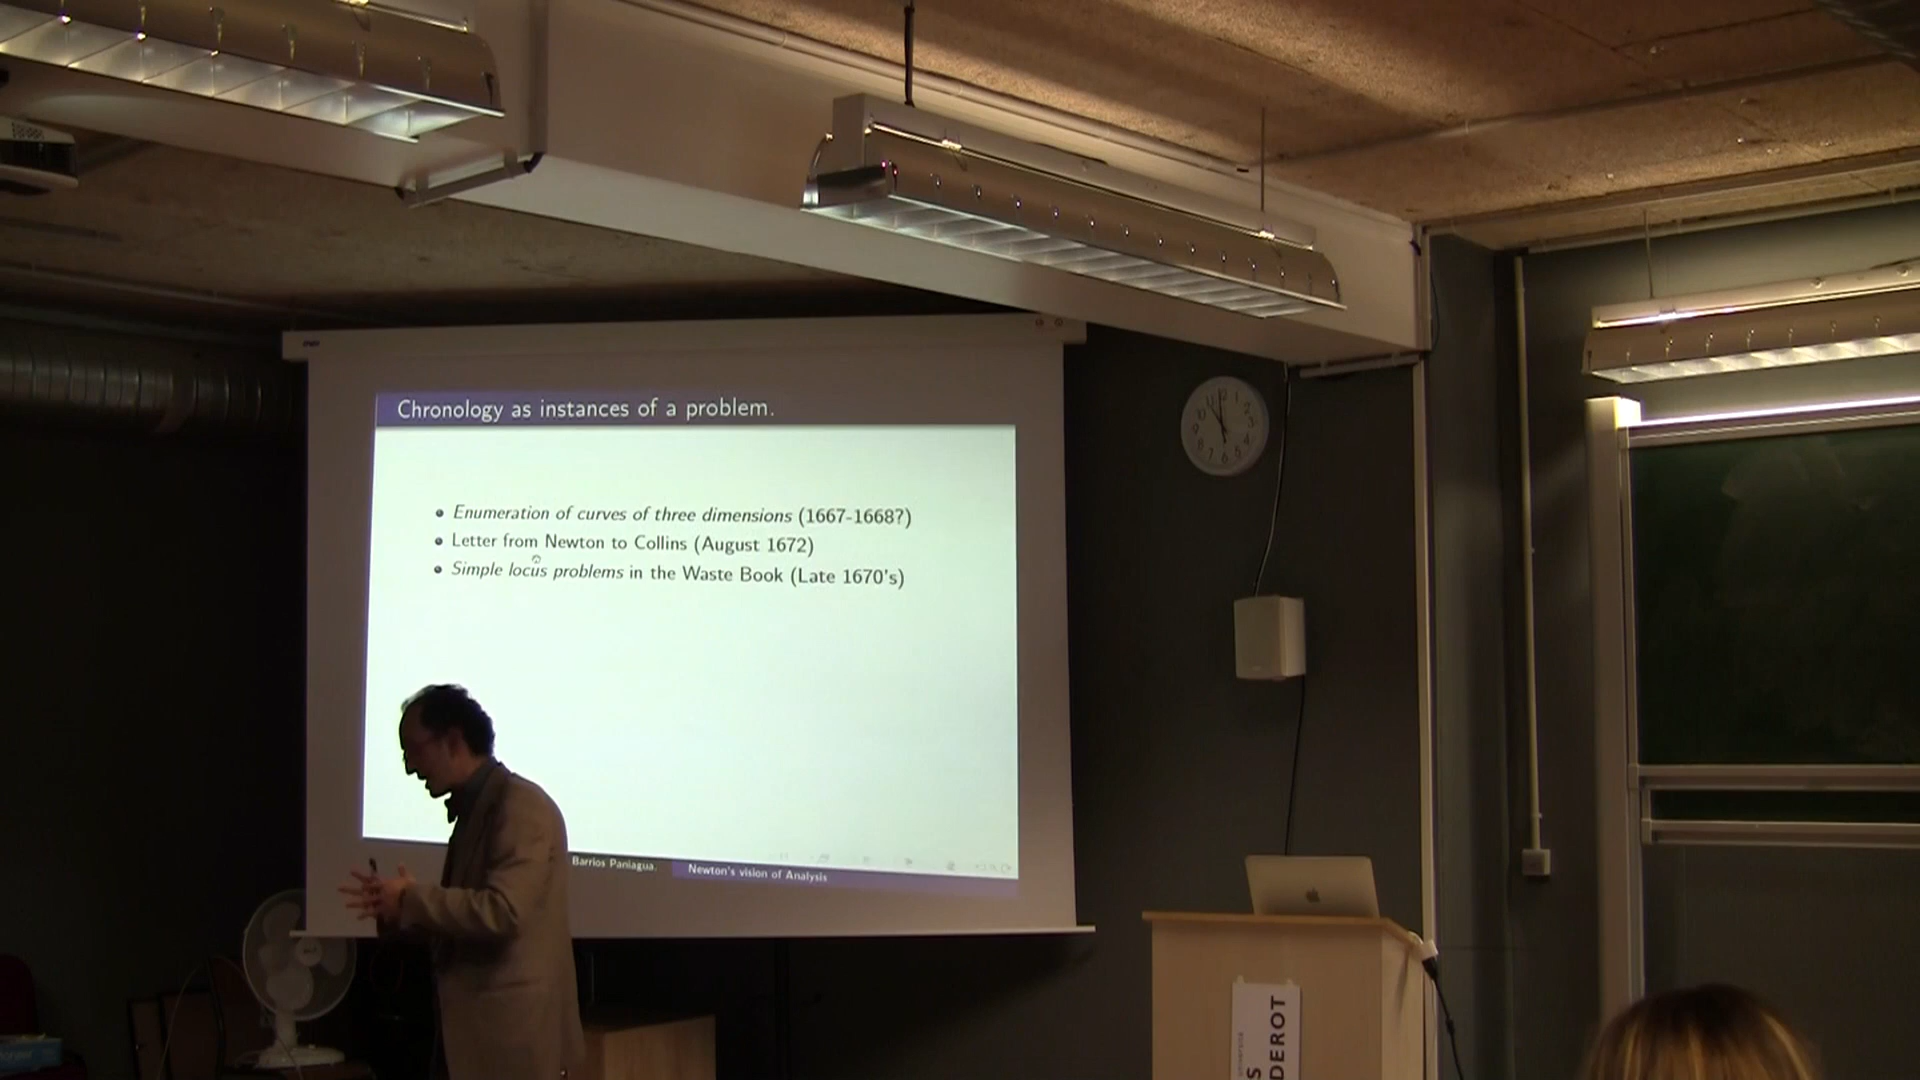 Chronology as instances of a problem.
Enumeration of curves of three dimensions (1667-1668?)
Letter from Newton to Collins (August 1672)
Simple locus problems in the Waste Book (Late 1670's)
Barrios Paniagua.
Newton's vision of Analysis
S
DEROT